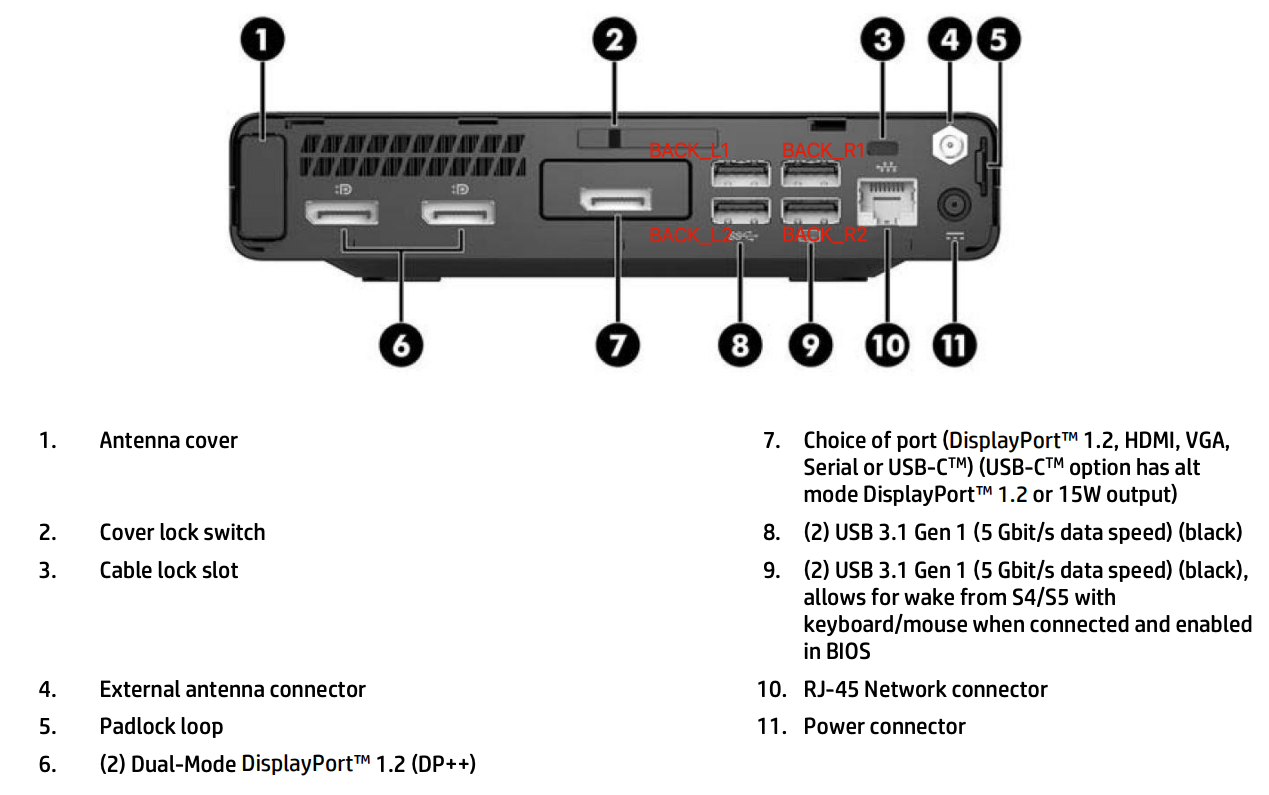 1 2 3 4 5
BACK_L1 BACK_R1
BACK_L2 BACK_R2
6 7 8 9 10 11
1. Antenna cover
2. Cover lock switch
3. Cable lock slot
4. External antenna connector
5. Padlock loop
6. (2) Dual-Mode DisplayPort™ 1.2 (DP++)
7. Choice of port (DisplayPort™ 1.2, HDMI, VGA,
Serial or USB-C™) (USB-C™ option has alt
mode DisplayPort™ 1.2 or 15W output)
8. (2) USB 3.1 Gen 1 (5 Gbit/s data speed) (black)
9. (2) USB 3.1 Gen 1 (5 Gbit/s data speed) (black),
allows for wake from S4/S5 with
keyboard/mouse when connected and enabled
in BIOS
10. RJ-45 Network connector
11. Power connector